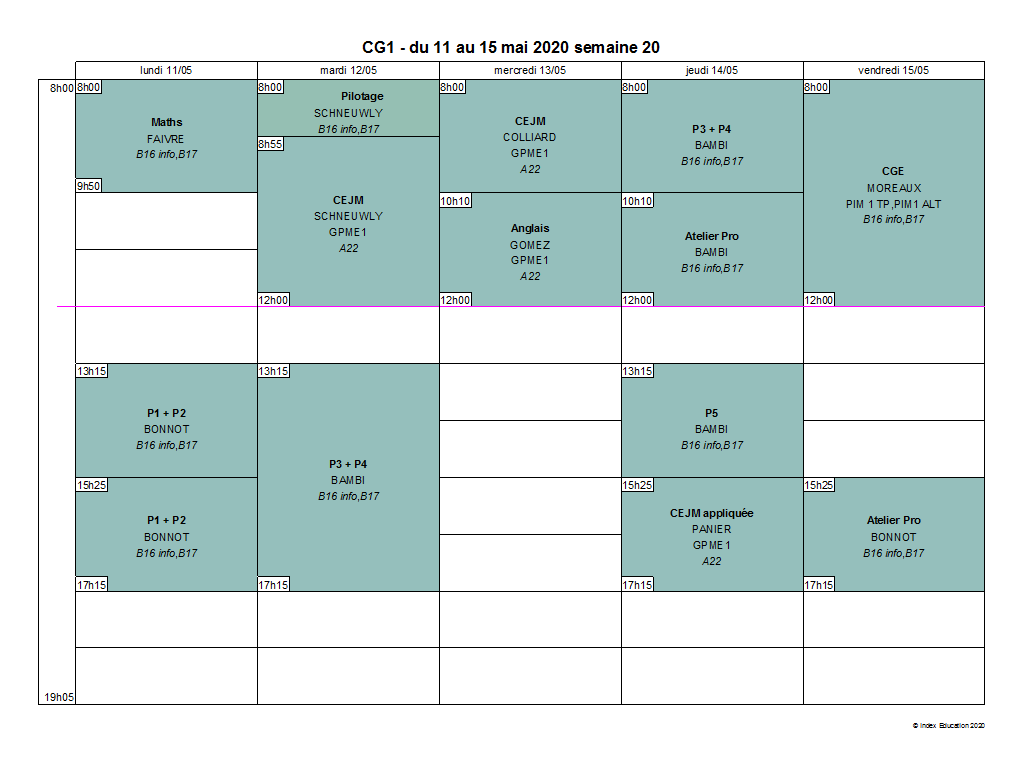 CG1 - du 11 au 15 mai 2020 semaine 20
lundi 11/05
mardi 12/05
mercredi 13/05
jeudi 14/05
vendredi 15/05
8h00
8h00
Maths
FAIVRE
B16 info,B17
9h50
13h15
P1 + P2
BONNOT
B16 info,B17
15h25
P1 + P2
BONNOT
B16 info,B17
17h15
8h00
Pilotage
SCHNEUWLY
B16 info,B17
8h55
CEJM
SCHNEUWLY
GPME1
A22
12h00
13h15
P3 + P4
BAMBI
B16 info,B17
17h15
8h00
CEJM
COLLIARD
GPME1
A22
10h10
Anglais
GOMEZ
GPME1
A22
12h00
8h00
P3 + P4
BAMBI
B16 info,B17
10h10
Atelier Pro
BAMBI
B16 info,B17
12h00
13h15
P5
BAMBI
B16 info,B17
15h25
CEJM appliquée
PANIER
GPME1
A22
17h15
8h00
CGE
MOREAUX
PIM 1 TP,PIM1 ALT
B16 info,B17
12h00
15h25
Atelier Pro
BONNOT
B16 info,B17
17h15
19h05
© Index Education 2020